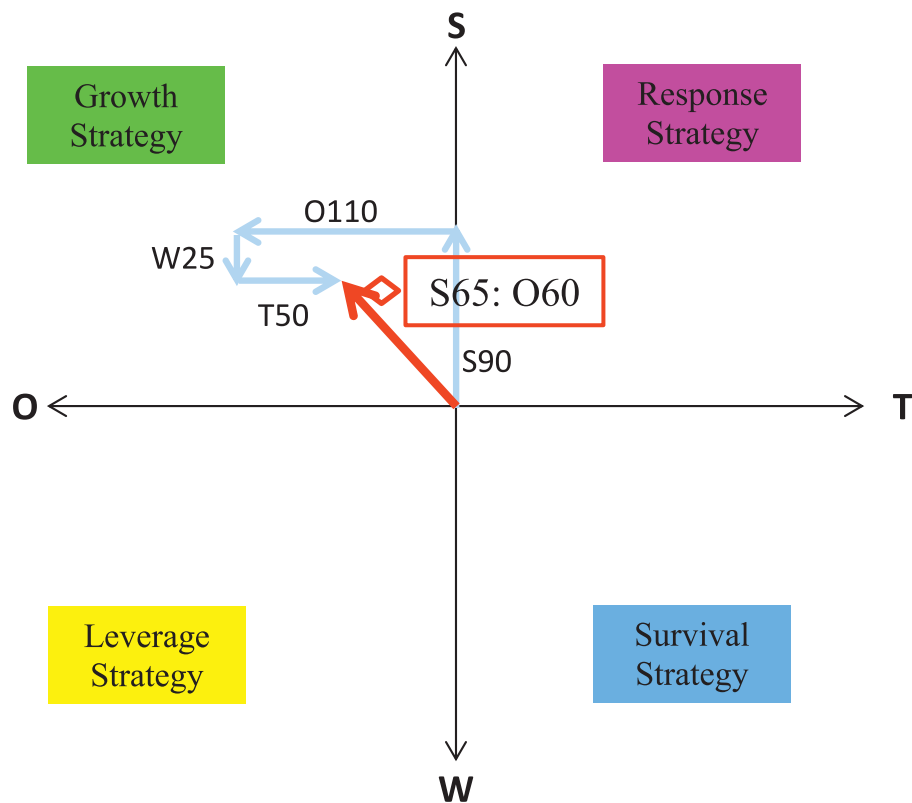 S
Growth
Strategy
Response
Strategy
O110
W25
T50
S65: O60
S90
O
T
Leverage
Strategy
Survival
Strategy
W